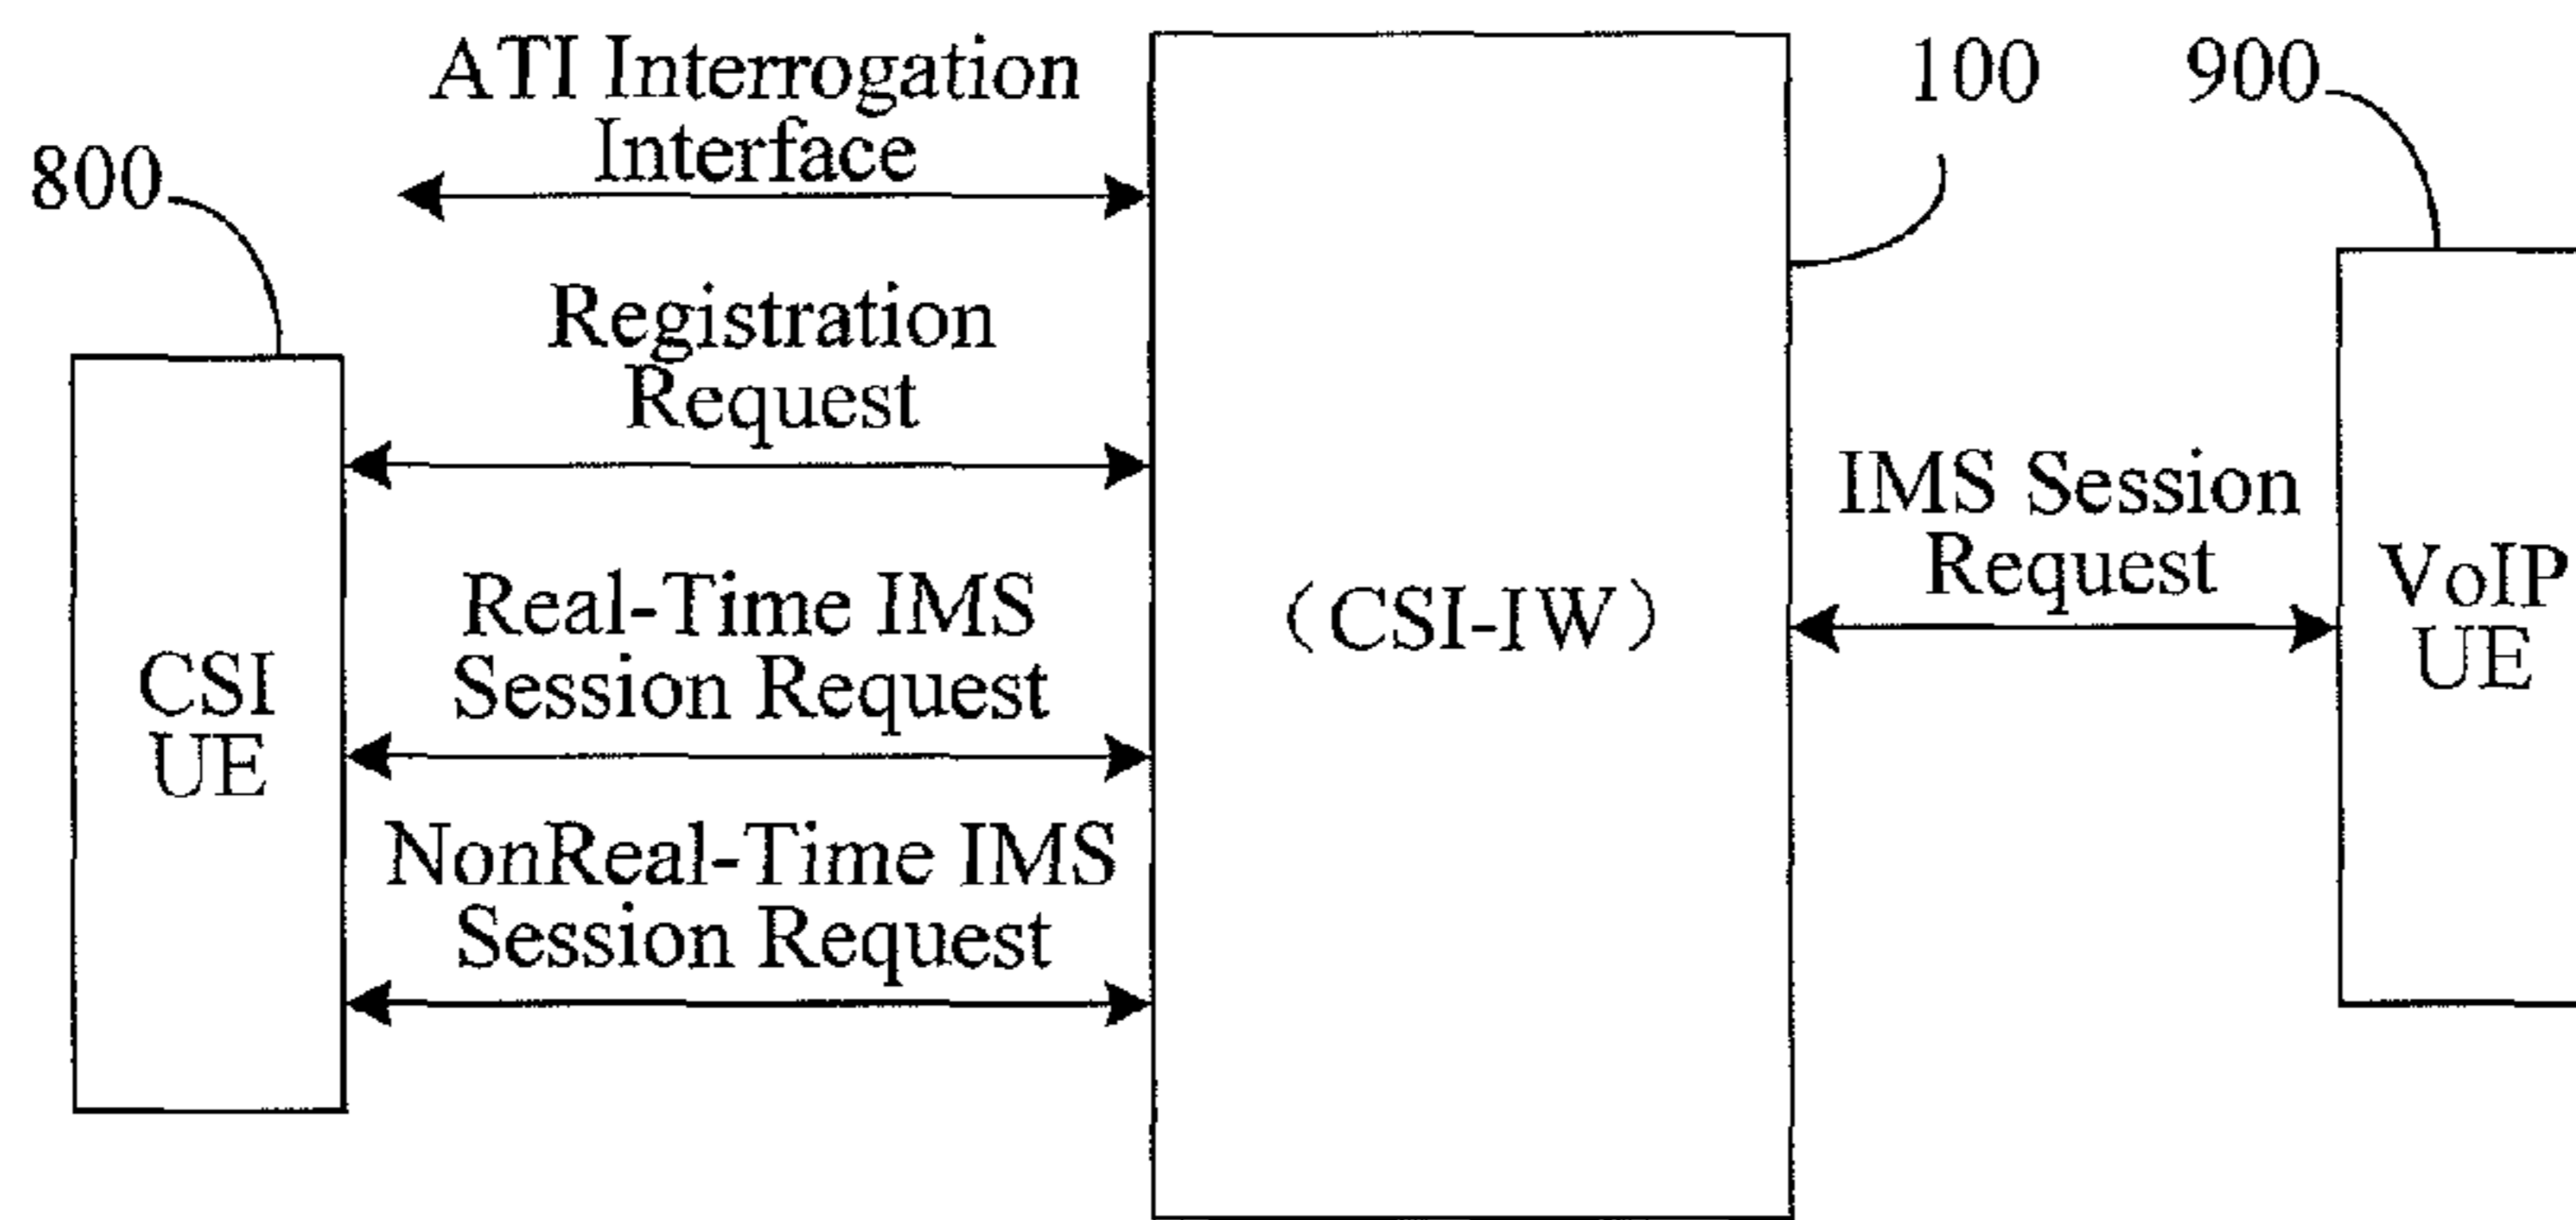 ATI Interrogation
Interface
100
900
800
Registration
Request
IMS Session
Request
Real-Time IMS
Session Request
（CSI-IW）
VoIP
UE
CSI
UE
NonReal-Time IMS
Session Request